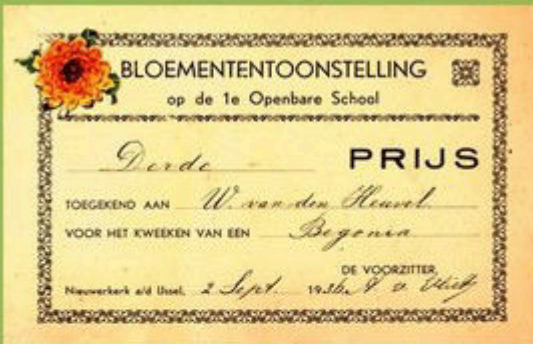 BLOEMENTENTOONSTELLING
op de 1e Openbare School
Derde PRIJS
TOEGEKEND AAN W. van den Heuvel
VOOR HET KWEEKEN VAN EEN Begonia
DE VOORZITTER,
Nieuwerkerk a/d IJssel, 2 Sept. 1936 A v. Vliet